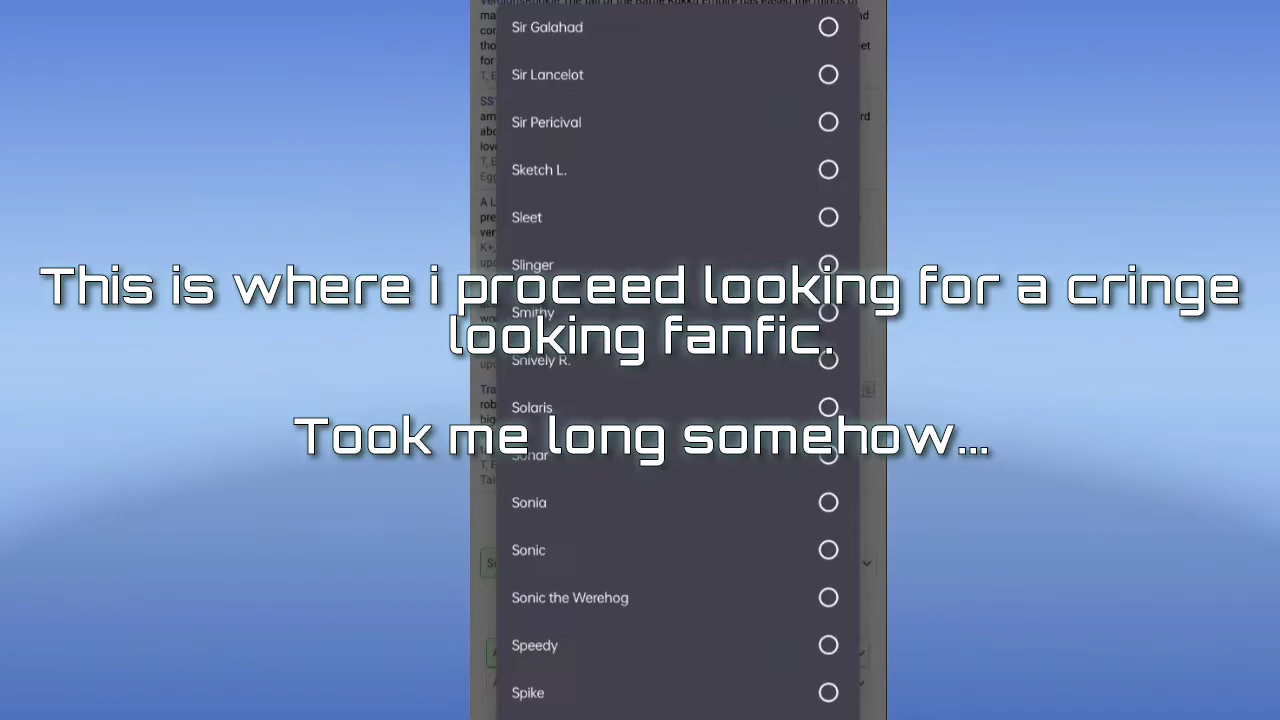 Sir Galahad
Sir Lancelot
Sir Pericival
Sketch L.
Sleet
Slinger
This is where i proceed looking for a cringe
Smithy
looking fanfic.
Snively R.
Solaris
Took me long somehow...
Sonar
Sonia
Sonic
Sonic the Werehog
Speedy
Spike